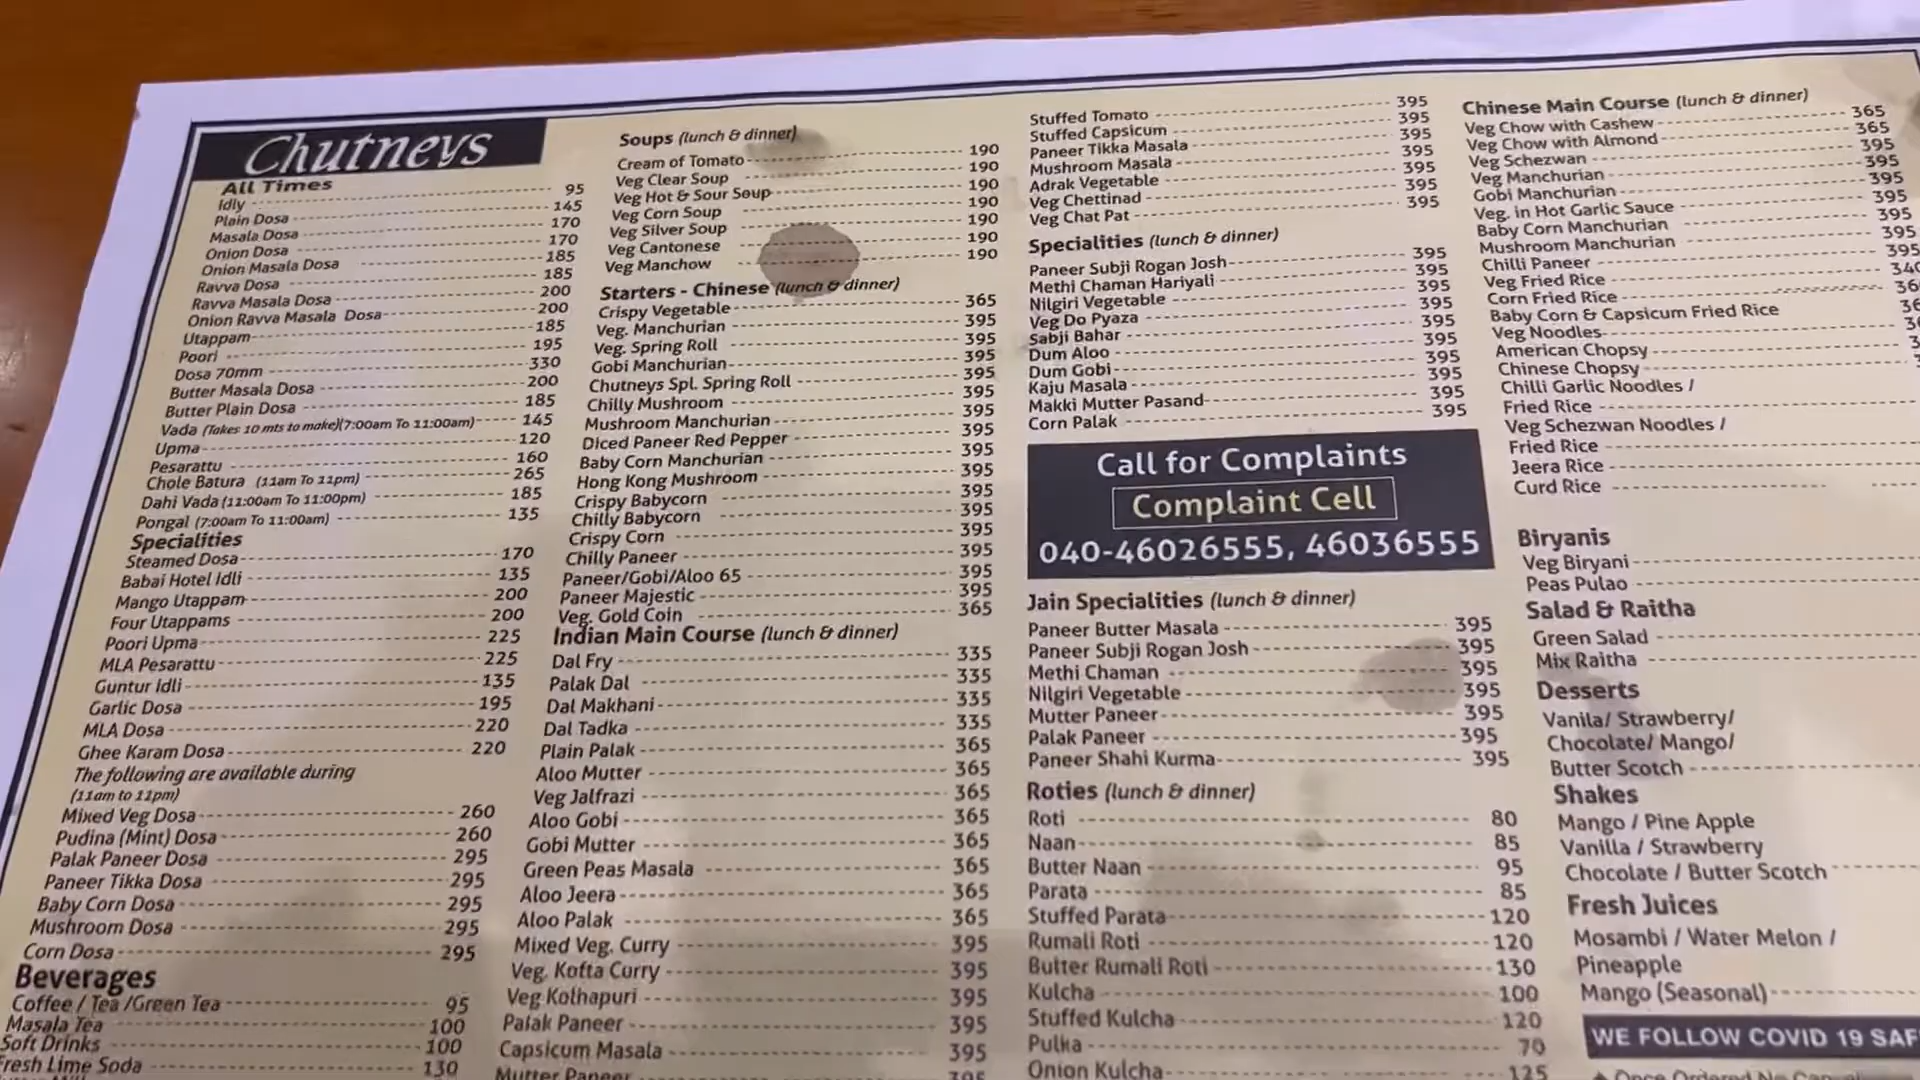 Chutneys
All Times
Idly 95
Plain Dosa 145
Masala Dosa 170
Onion Dosa 170
Onion Masala Dosa 185
Ravva Dosa 185
Ravva Masala Dosa 200
Onion Ravva Masala Dosa 200
Utappam 185
Poori 195
Dosa 70mm 330
Butter Masala Dosa 200
Butter Plain Dosa 185
Vada (Takes 10 mts to make)(7:00am To 11:00am) 145
Upma 120
Pesarattu 160
Chole Batura (11am To 11pm) 265
Dahi Vada (11:00am To 11:00pm) 185
Pongal (7:00am To 11:00am) 135
Specialities
Steamed Dosa 170
Babai Hotel Idli 135
Mango Utappam 200
Four Utappams 200
Poori Upma 225
MLA Pesarattu 225
Guntur Idli 135
Garlic Dosa 195
MLA Dosa 220
Ghee Karam Dosa 220
The following are available during
(11am to 11pm)
Mixed Veg Dosa 260
Pudina (Mint) Dosa 260
Palak Paneer Dosa 295
Paneer Tikka Dosa 295
Baby Corn Dosa 295
Mushroom Dosa 295
Corn Dosa 295
Beverages
Coffee / Tea /Green Tea 95
Masala Tea 100
Soft Drinks 100
Fresh Lime Soda 130
Soups (lunch & dinner)
Cream of Tomato 190
Veg Clear Soup 190
Veg Hot & Sour Soup 190
Veg Corn Soup 190
Veg Silver Soup 190
Veg Cantonese 190
Veg Manchow 190
Starters - Chinese (lunch & dinner)
Crispy Vegetable 365
Veg. Manchurian 395
Veg. Spring Roll 395
Gobi Manchurian 395
Chutneys Spl. Spring Roll 395
Chilly Mushroom 395
Mushroom Manchurian 395
Diced Paneer Red Pepper 395
Baby Corn Manchurian 395
Hong Kong Mushroom 395
Crispy Babycorn 395
Chilly Babycorn 395
Crispy Corn 395
Chilly Paneer 395
Paneer/Gobi/Aloo 65 395
Paneer Majestic 395
Veg. Gold Coin 365
Indian Main Course (lunch & dinner)
Dal Fry 335
Palak Dal 335
Dal Makhani 335
Dal Tadka 335
Plain Palak 365
Aloo Mutter 365
Veg Jalfrazi 365
Aloo Gobi 365
Gobi Mutter 365
Green Peas Masala 365
Aloo Jeera 365
Aloo Palak 365
Mixed Veg. Curry 395
Veg. Kofta Curry 395
Veg Kolhapuri 395
Palak Paneer 395
Capsicum Masala 395
Mutter Paneer 395
Stuffed Tomato 395
Stuffed Capsicum 395
Paneer Tikka Masala 395
Mushroom Masala 395
Adrak Vegetable 395
Veg Chettinad 395
Veg Chat Pat 395
Specialities (lunch & dinner)
Paneer Subji Rogan Josh 395
Methi Chaman Hariyali 395
Nilgiri Vegetable 395
Veg Do Pyaza 395
Sabji Bahar 395
Dum Aloo 395
Dum Gobi 395
Kaju Masala 395
Makki Mutter Pasand 395
Corn Palak 395
Call for Complaints
Complaint Cell
040-46026555, 46036555
Jain Specialities (lunch & dinner)
Paneer Butter Masala 395
Paneer Subji Rogan Josh 395
Methi Chaman 395
Nilgiri Vegetable 395
Mutter Paneer 395
Palak Paneer 395
Paneer Shahi Kurma 395
Roties (lunch & dinner)
Roti 80
Naan 85
Butter Naan 95
Parata 85
Stuffed Parata 120
Rumali Roti 120
Butter Rumali Roti 130
Kulcha 100
Stuffed Kulcha 120
Pulka 70
Onion Kulcha 125
Chinese Main Course (lunch & dinner)
Veg Chow with Cashew 365
Veg Chow with Almond 365
Veg Schezwan 395
Veg Manchurian 395
Gobi Manchurian 395
Veg. in Hot Garlic Sauce 395
Baby Corn Manchurian 395
Mushroom Manchurian 395
Chilli Paneer 395
Veg Fried Rice
Corn Fried Rice
Baby Corn & Capsicum Fried Rice
Veg Noodles
American Chopsy
Chinese Chopsy
Chilli Garlic Noodles /
Fried Rice
Veg Schezwan Noodles /
Fried Rice
Jeera Rice
Curd Rice
Biryanis
Veg Biryani
Peas Pulao
Salad & Raitha
Green Salad
Mix Raitha
Desserts
Vanila/ Strawberry/
Chocolate/ Mango/
Butter Scotch
Shakes
Mango / Pine Apple
Vanilla / Strawberry
Chocolate / Butter Scotch
Fresh Juices
Mosambi / Water Melon /
Pineapple
Mango (Seasonal)
WE FOLLOW COVID 19 SAF
Once Ordered No